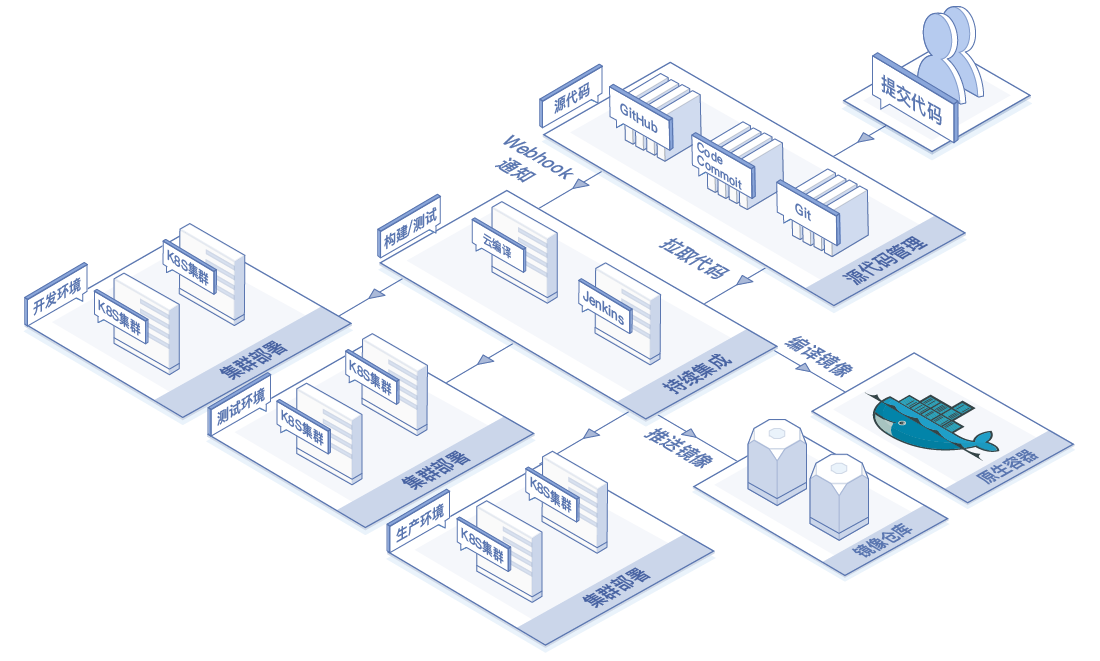 提交代码
源代码
GitHub
Code
Commoit
Git
源代码管理
Webhook
通知
拉取代码
构建/测试
云编译
Jenkins
持续集成
编译镜像
推送镜像
原生容器
镜像仓库
开发环境
K8S集群
K8S集群
集群部署
测试环境
K8S集群
K8S集群
集群部署
生产环境
K8S集群
K8S集群
集群部署